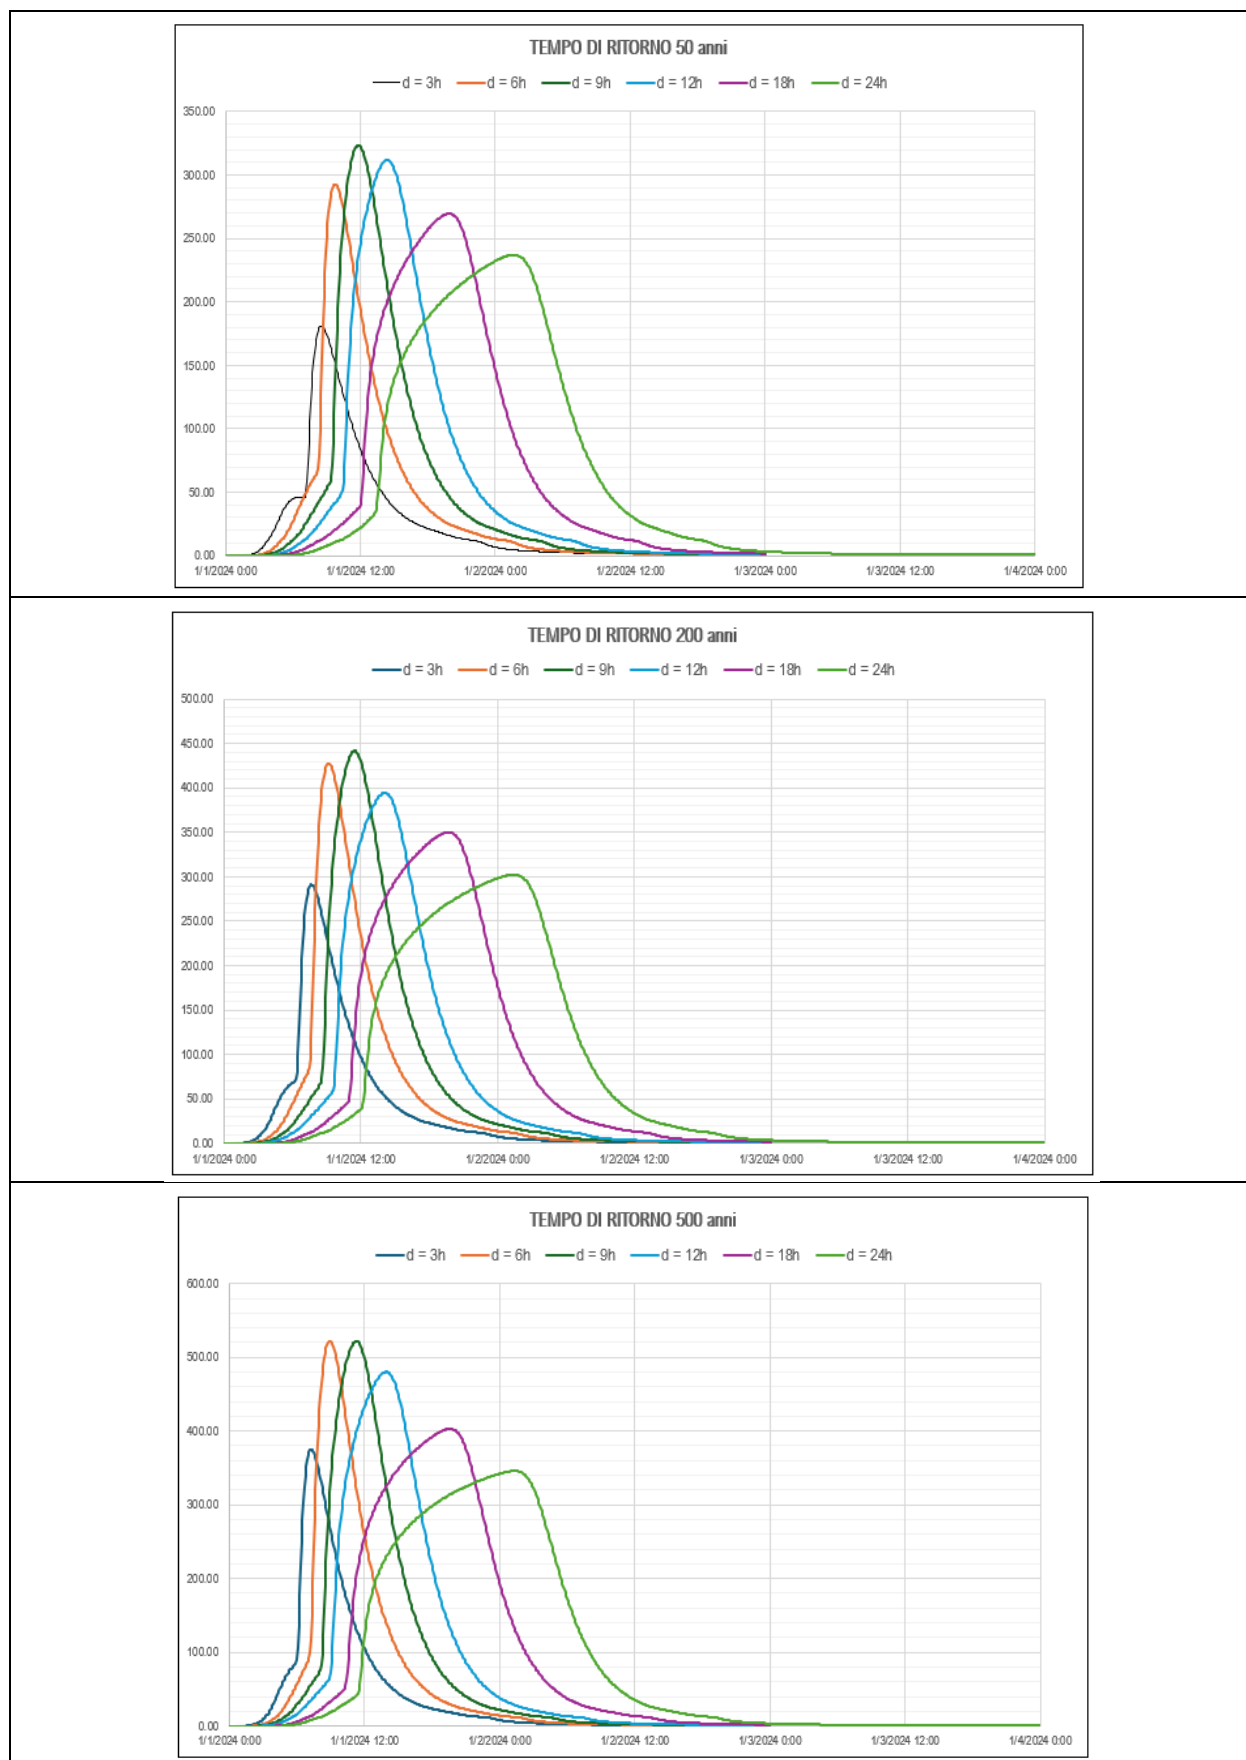 TEMPO DI RITORNO 50 anni
d = 3h d = 6h d = 9h d = 12h d = 18h d = 24h
350.00
300.00
250.00
200.00
150.00
100.00
50.00
0.00
1/1/2024 0:00 1/1/2024 12:00 1/2/2024 0:00 1/2/2024 12:00 1/3/2024 0:00 1/3/2024 12:00 1/4/2024 0:00
TEMPO DI RITORNO 200 anni
d = 3h d = 6h d = 9h d = 12h d = 18h d = 24h
500.00
450.00
400.00
350.00
300.00
250.00
200.00
150.00
100.00
50.00
0.00
1/1/2024 0:00 1/1/2024 12:00 1/2/2024 0:00 1/2/2024 12:00 1/3/2024 0:00 1/3/2024 12:00 1/4/2024 0:00
TEMPO DI RITORNO 500 anni
d = 3h d = 6h d = 9h d = 12h d = 18h d = 24h
600.00
500.00
400.00
300.00
200.00
100.00
0.00
1/1/2024 0:00 1/1/2024 12:00 1/2/2024 0:00 1/2/2024 12:00 1/3/2024 0:00 1/3/2024 12:00 1/4/2024 0:00